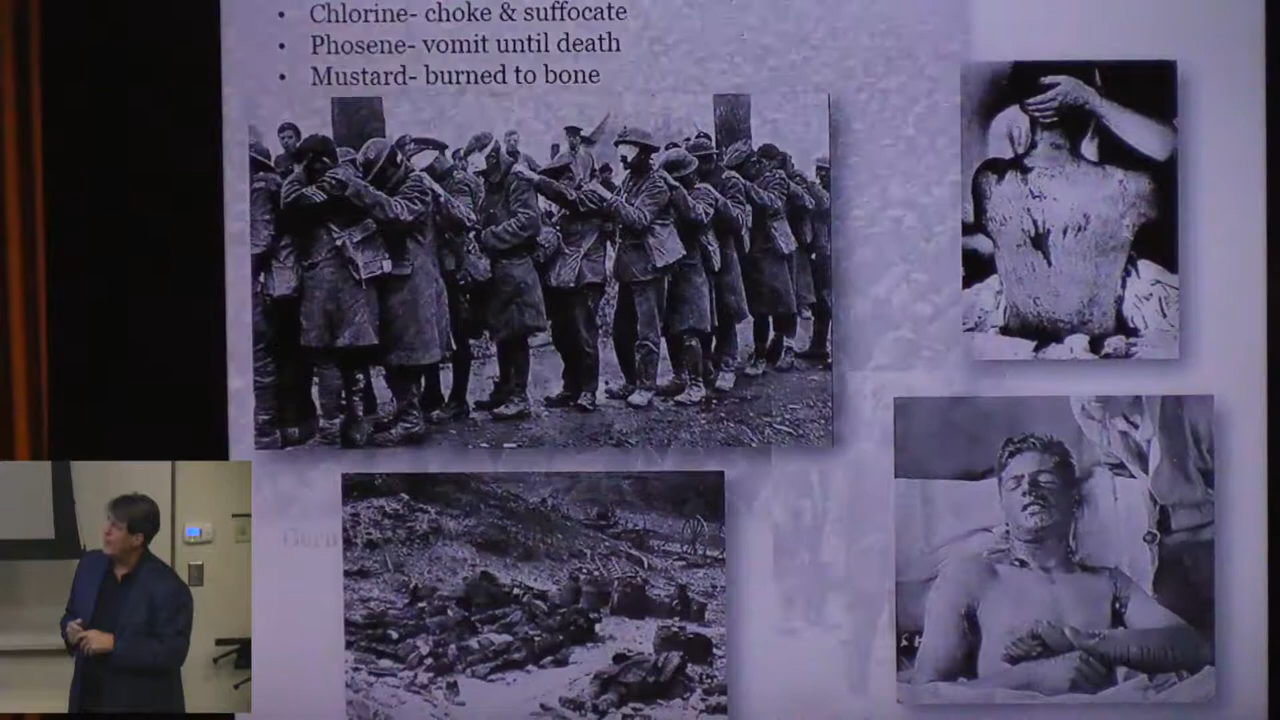 • Chlorine- choke & suffocate
• Phosene- vomit until death
• Mustard- burned to bone